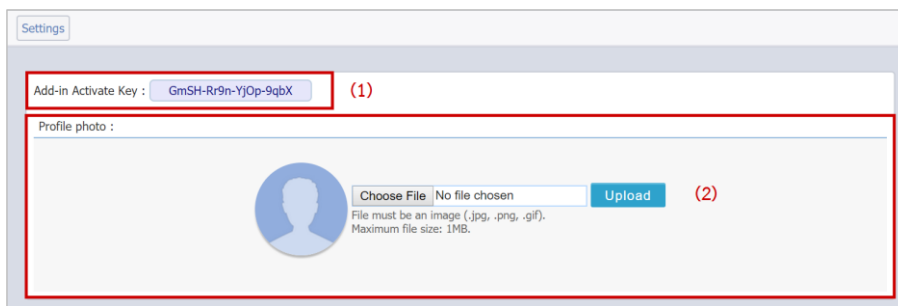 Settings
Add-in Activate Key : GmSH-Rr9n-YjOp-9qbX (1)
Profile photo :
Choose File No file chosen Upload (2)
File must be an image (.jpg, .png, .gif).
Maximum file size: 1MB.